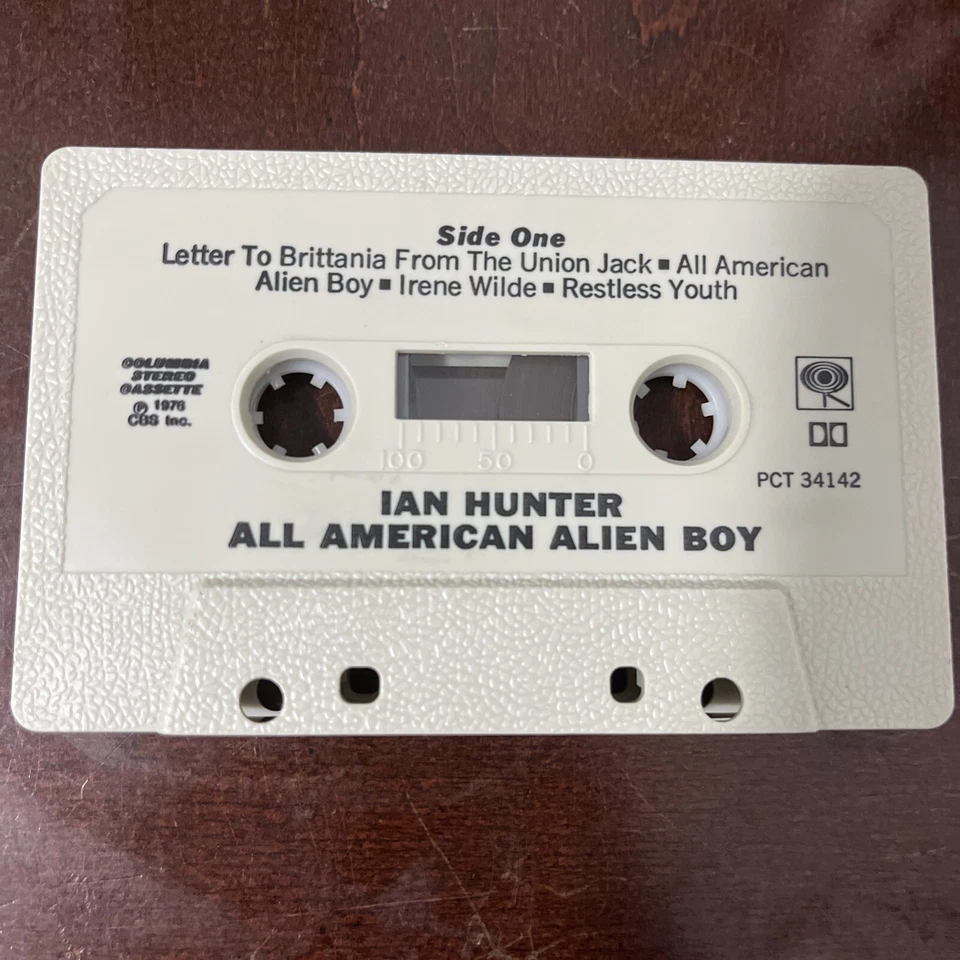 Side One
Letter To Brittania From The Union Jack ■ All American
Alien Boy ■ Irene Wilde ■ Restless Youth
COLUMBIA
STEREO
CASSETTE
℗ 1976
CBS Inc.
100 50 0
PCT 34142
IAN HUNTER
ALL AMERICAN ALIEN BOY